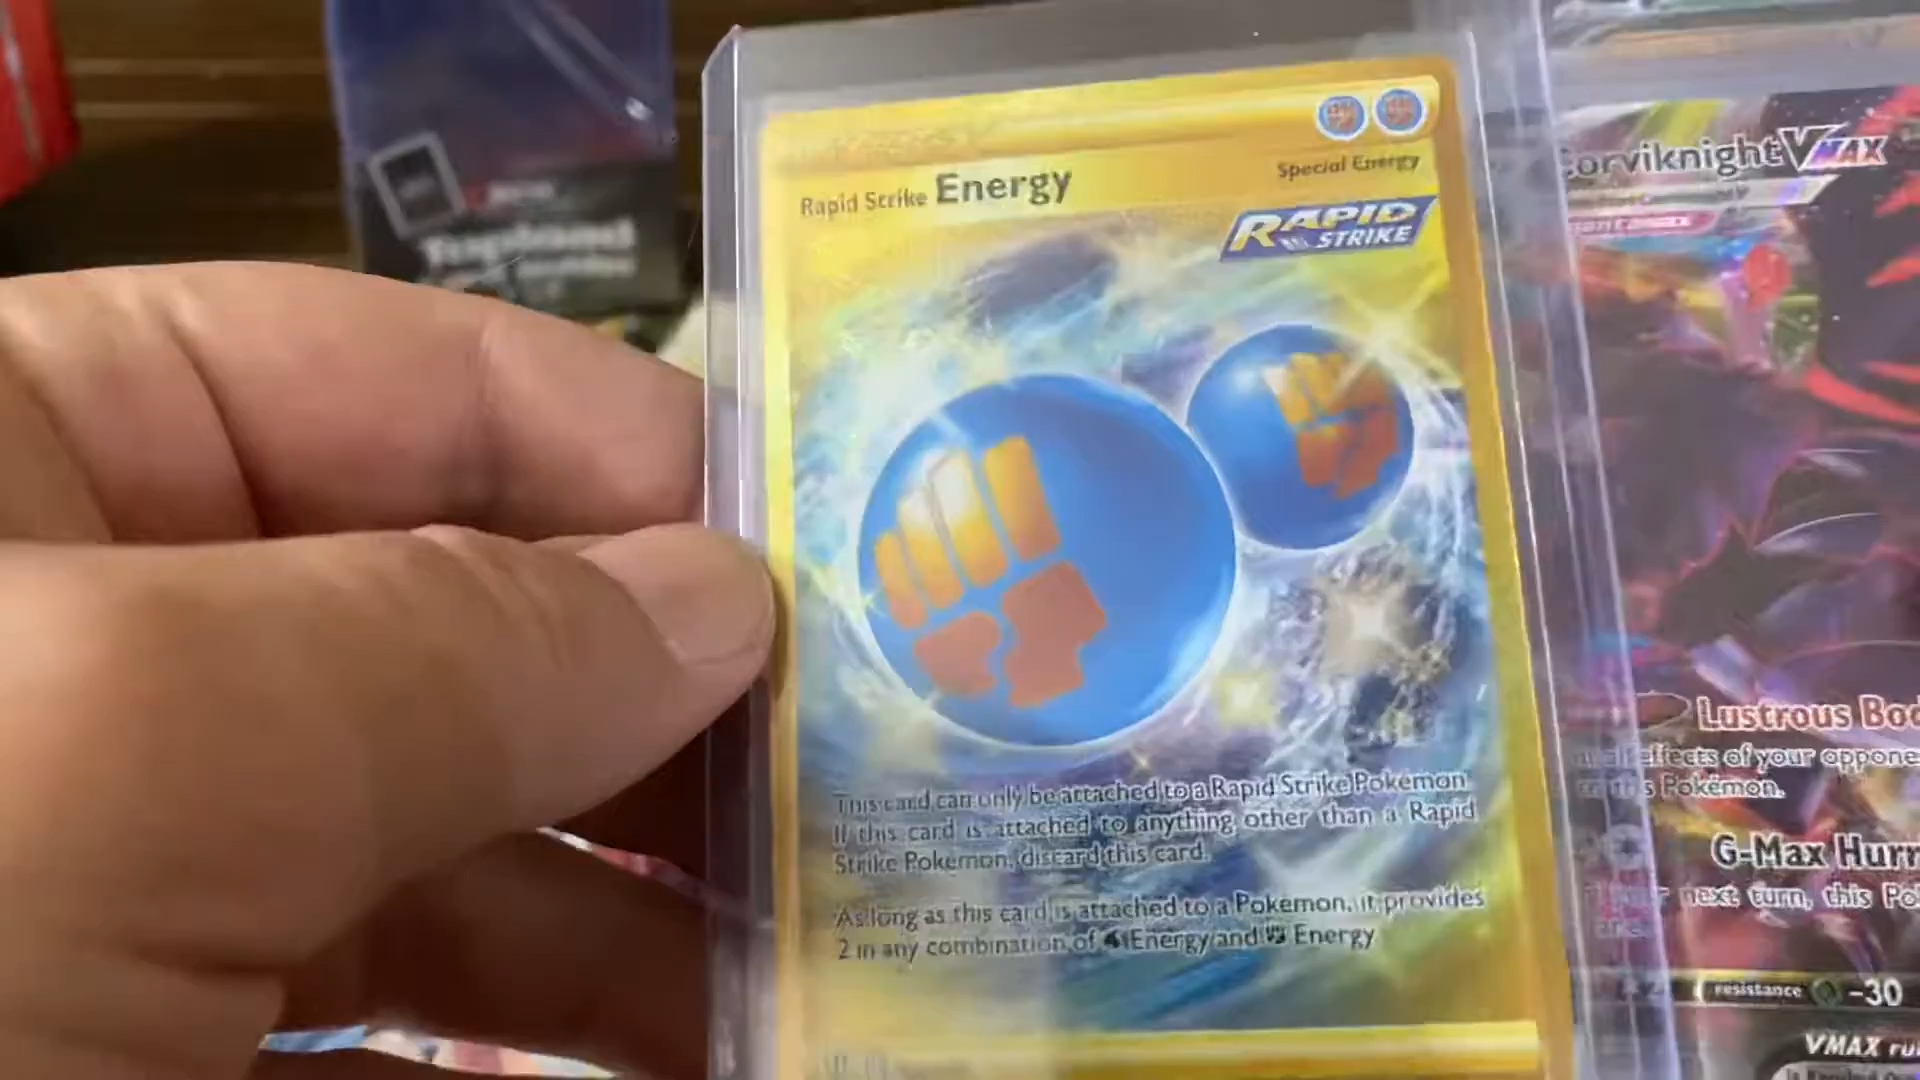 Topload
Rapid Strike Energy
Special Energy
RAPID
STRIKE
This card can only be attached to a Rapid Strike Pokémon.
If this card is attached to anything other than a Rapid
Strike Pokémon, discard this card.
As long as this card is attached to a Pokémon, it provides
2 in any combination of Energy and Energy
orviknight VMAX
Lustrous Bod
effects of your oppone
this Pokémon.
G-Max Hurr
next turn, this Po
resistance -30
VMAX ru